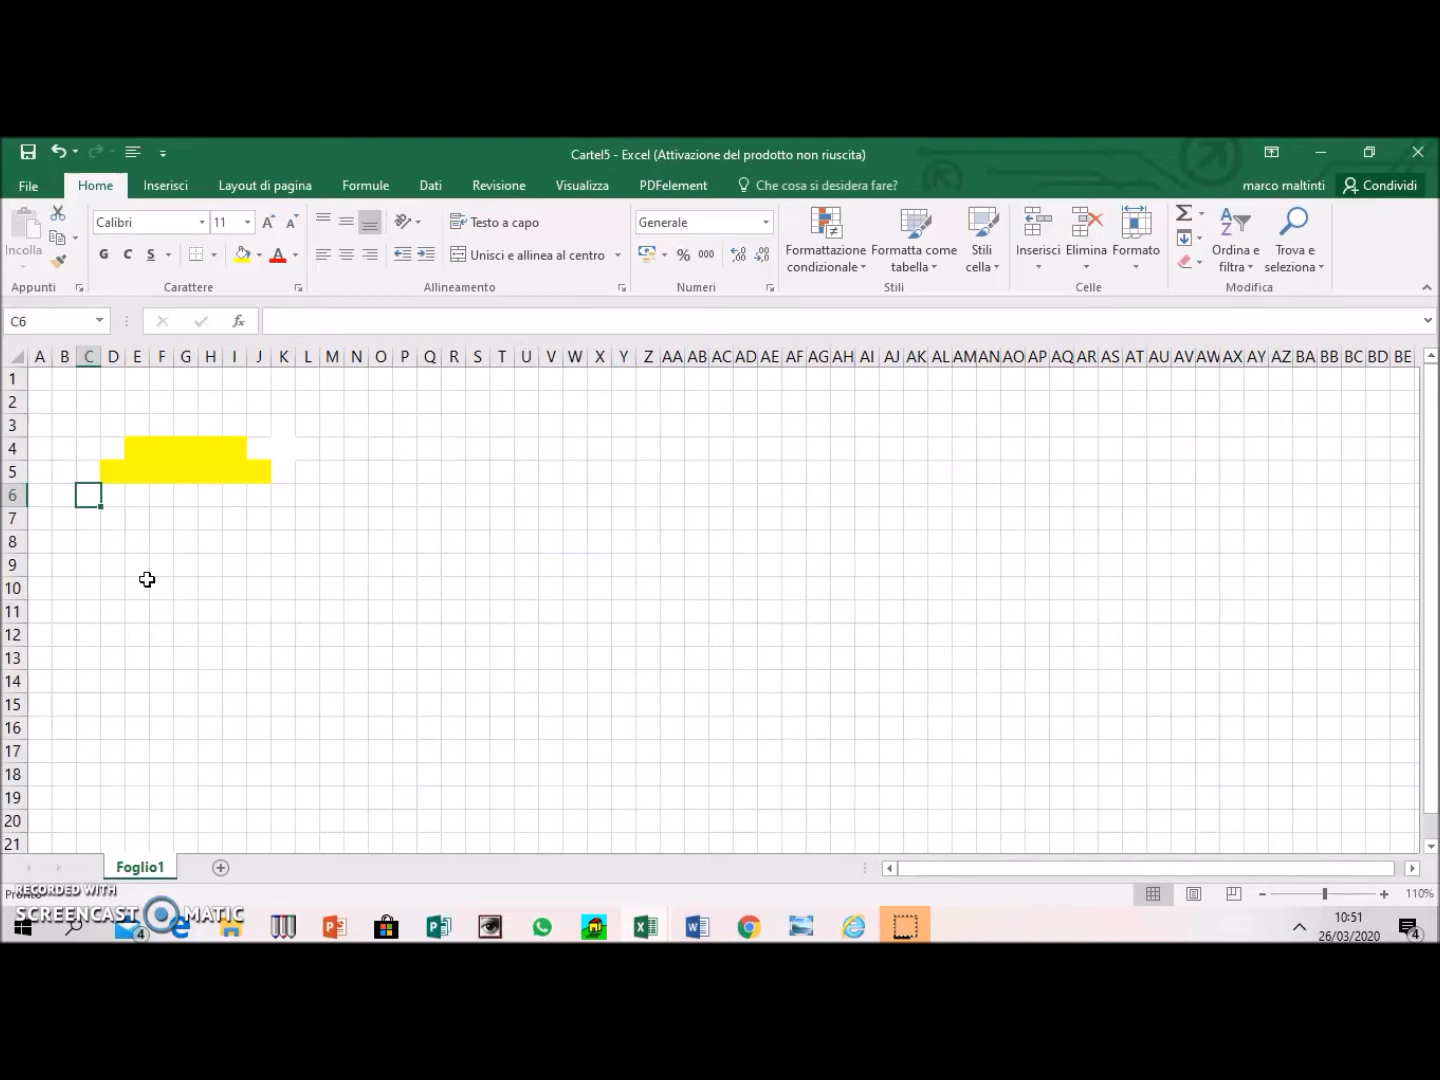 Cartel5 - Excel (Attivazione del prodotto non riuscita)
File Home Inserisci Layout di pagina Formule Dati Revisione Visualizza PDFelement Che cosa si desidera fare? marco maltinti Condividi
Incolla
Calibri 11
G C S
Testo a capo
Unisci e allinea al centro
Generale
% 000
Formattazione condizionale
Formatta come tabella
Stili cella
Inserisci Elimina Formato
Ordina e filtra
Trova e seleziona
Appunti Carattere Allineamento Numeri Stili Celle Modifica
C6 fx
A B C D E F G H I J K L M N O P Q R S T U V W X Y Z AA AB AC AD AE AF AG AH AI AJ AK AL AM AN AO AP AQ AR AS AT AU AV AW AX AY AZ BA BB BC BD BE
1
2
3
4
5
6
7
8
9
10
11
12
13
14
15
16
17
18
19
20
21
Foglio1
Pronto
110%
RECORDED WITH
SCREENCAST MATIC
4
10:51
26/03/2020
4